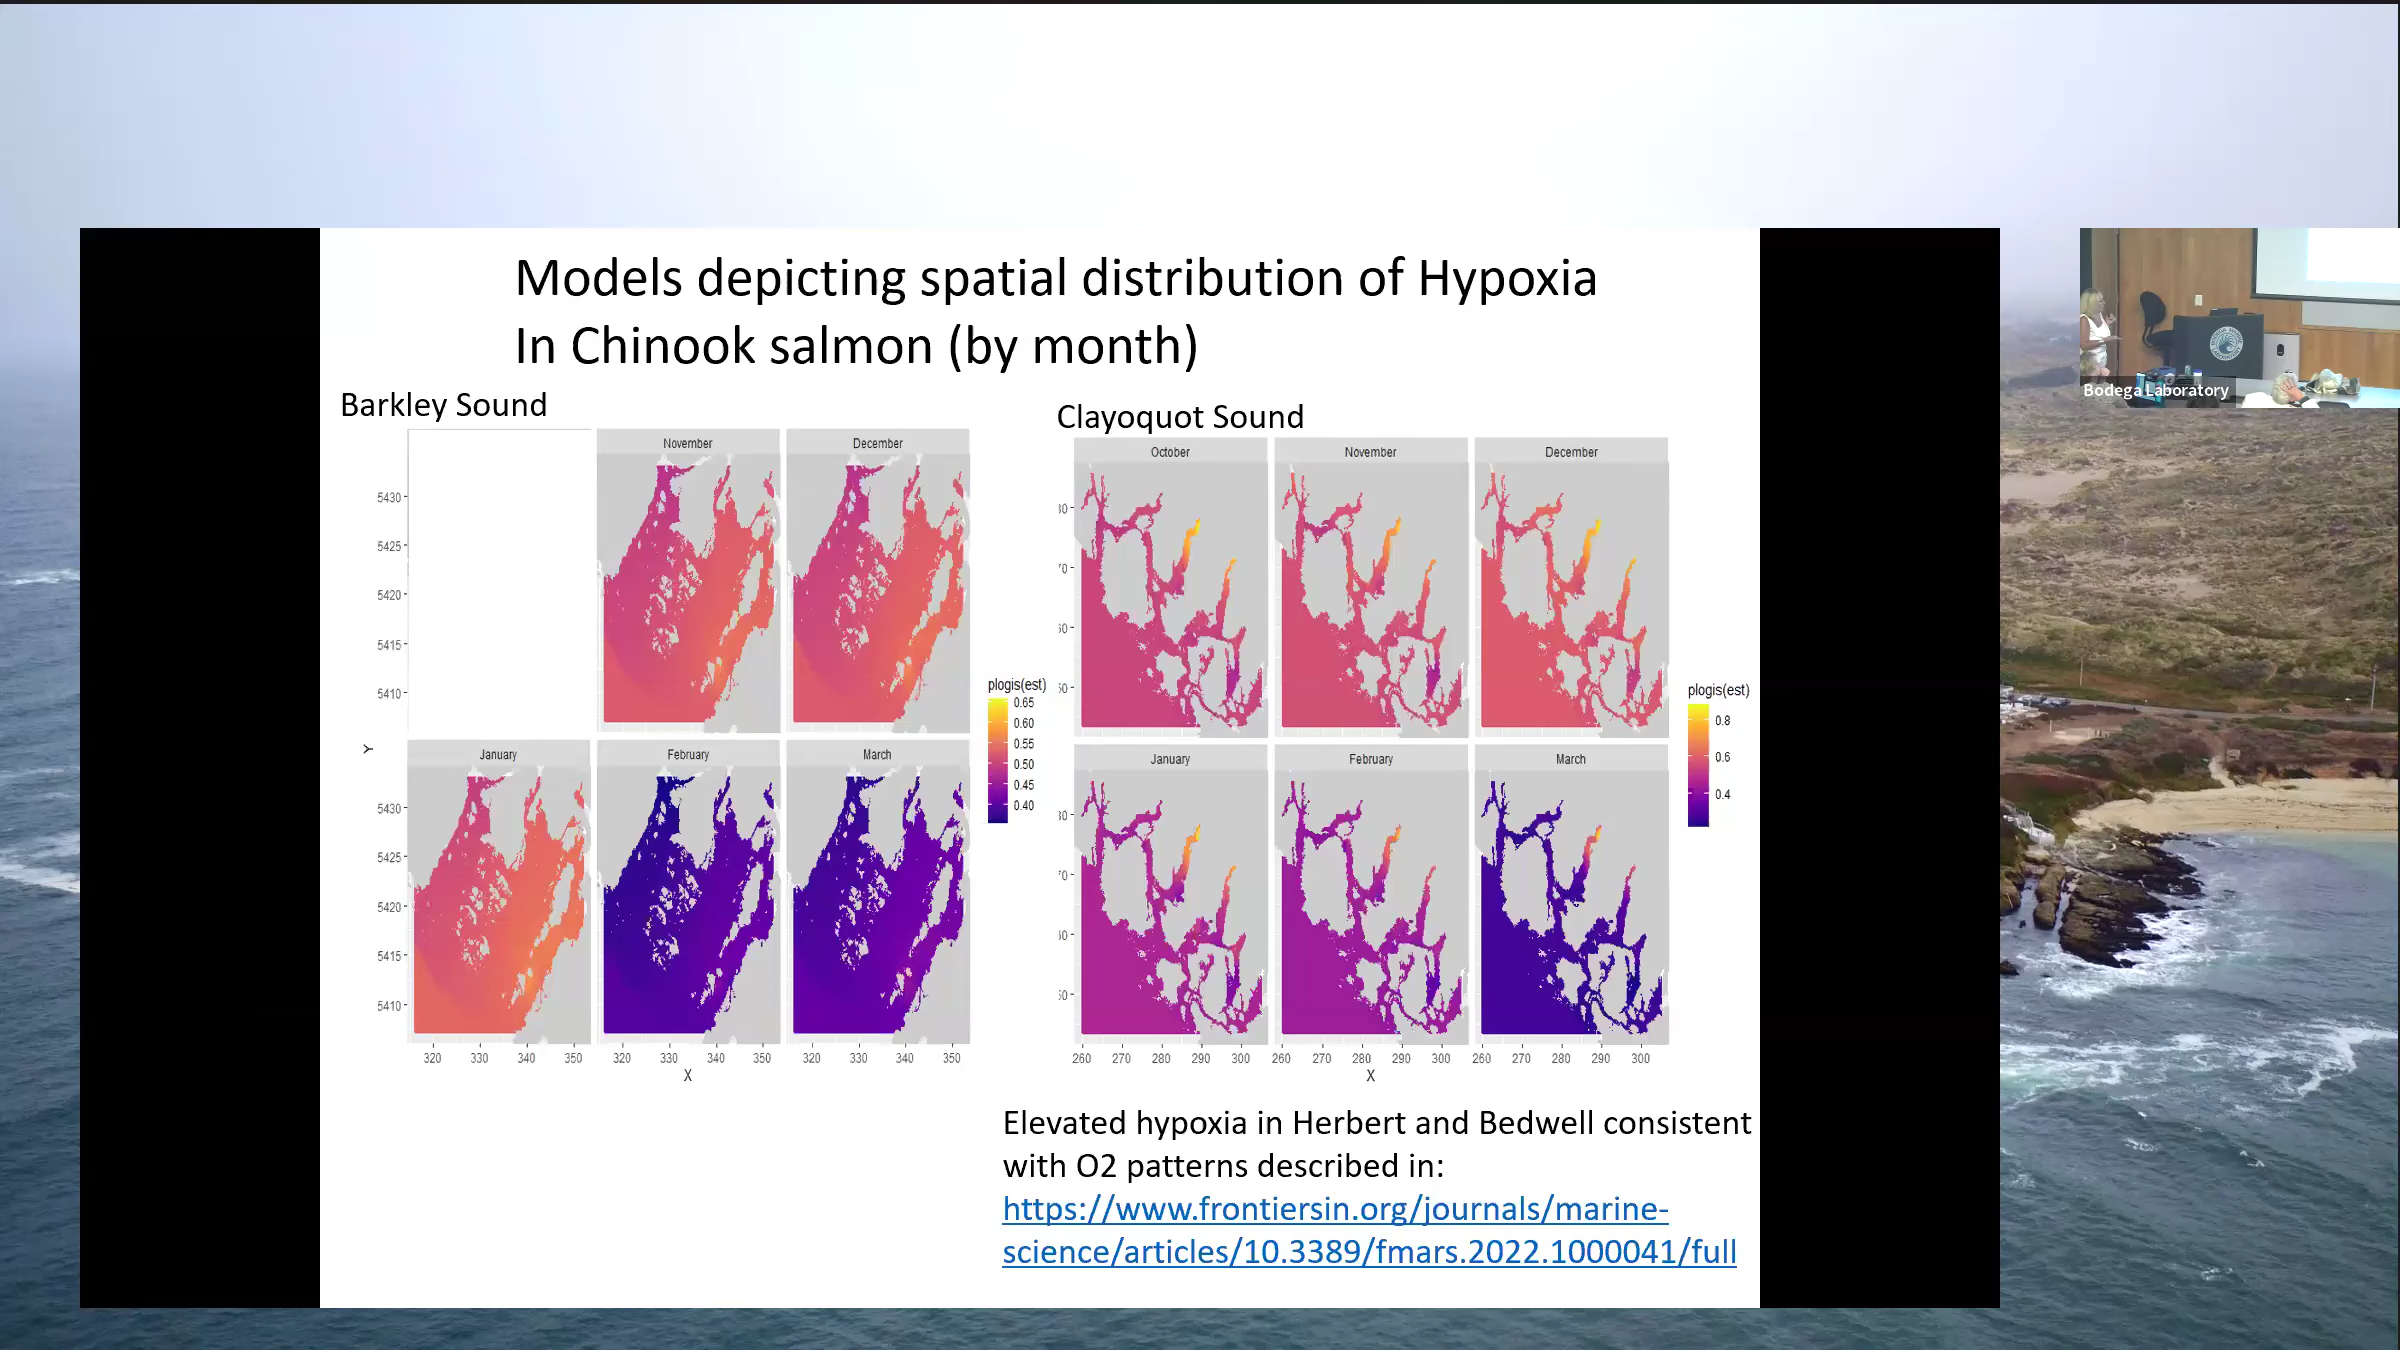 Models depicting spatial distribution of Hypoxia
In Chinook salmon (by month)
Barkley Sound
Clayoquot Sound
November
December
5430
5425
5420
5415
5410
January
February
March
5430
5425
5420
5415
5410
Y
320 330 340 350
320 330 340 350
320 330 340 350
X
plogis(est)
0.65
0.60
0.55
0.50
0.45
0.40
October
November
December
January
February
March
260 270 280 290 300
260 270 280 290 300
260 270 280 290 300
X
plogis(est)
0.8
0.6
0.4
Elevated hypoxia in Herbert and Bedwell consistent
with O2 patterns described in:
https://www.frontiersin.org/journals/marine-
science/articles/10.3389/fmars.2022.1000041/full
Bodega Laboratory